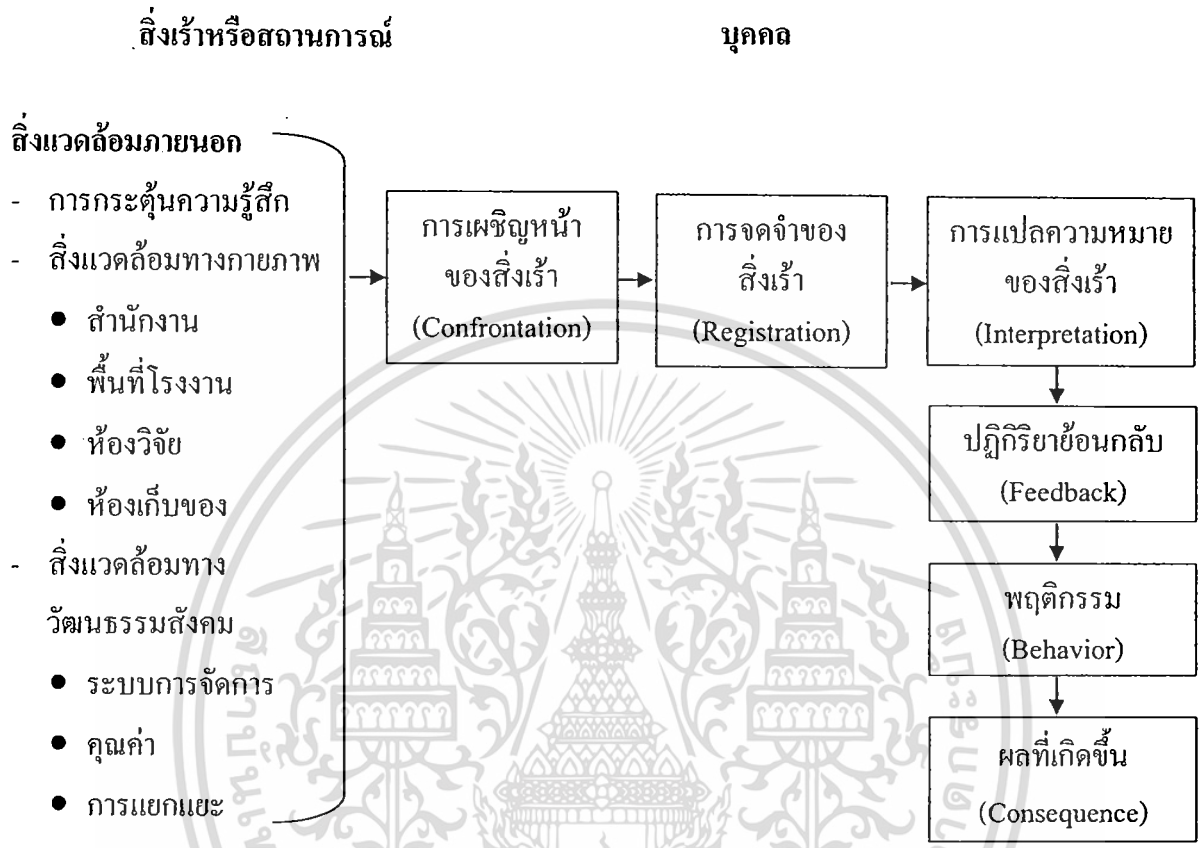 สิ่งเร้าหรือสถานการณ์
บุคคล
สิ่งแวดล้อมภายนอก
- การกระตุ้นความรู้สึก
- สิ่งแวดล้อมทางกายภาพ
● สำนักงาน
● พื้นที่โรงงาน
● ห้องวิจัย
● ห้องเก็บของ
- สิ่งแวดล้อมทาง
วัฒนธรรมสังคม
● ระบบการจัดการ
● คุณค่า
● การแยกแยะ
การเผชิญหน้า
ของสิ่งเร้า
(Confrontation)
การจดจำของ
สิ่งเร้า
(Registration)
การแปลความหมาย
ของสิ่งเร้า
(Interpretation)
ปฏิกิริยาย้อนกลับ
(Feedback)
พฤติกรรม
(Behavior)
ผลที่เกิดขึ้น
(Consequence)